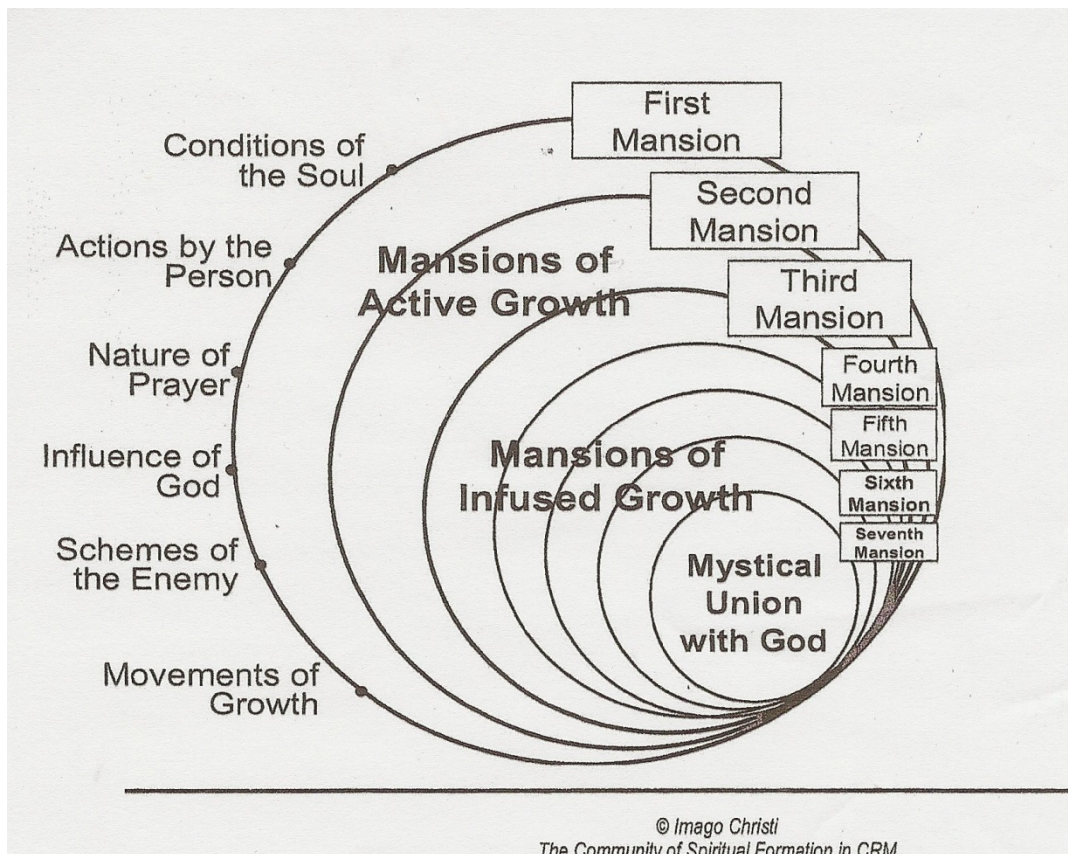 First
Mansion
Second
Mansion
Third
Mansion
Fourth
Mansion
Fifth
Mansion
Sixth
Mansion
Seventh
Mansion
Conditions of
the Soul
Actions by the
Person
Nature of
Prayer
Influence of
God
Schemes of
the Enemy
Movements of
Growth
Mansions of
Active Growth
Mansions of
Infused Growth
Mystical
Union
with God
© Imago Christi
The Community of Spiritual Formation in CRM